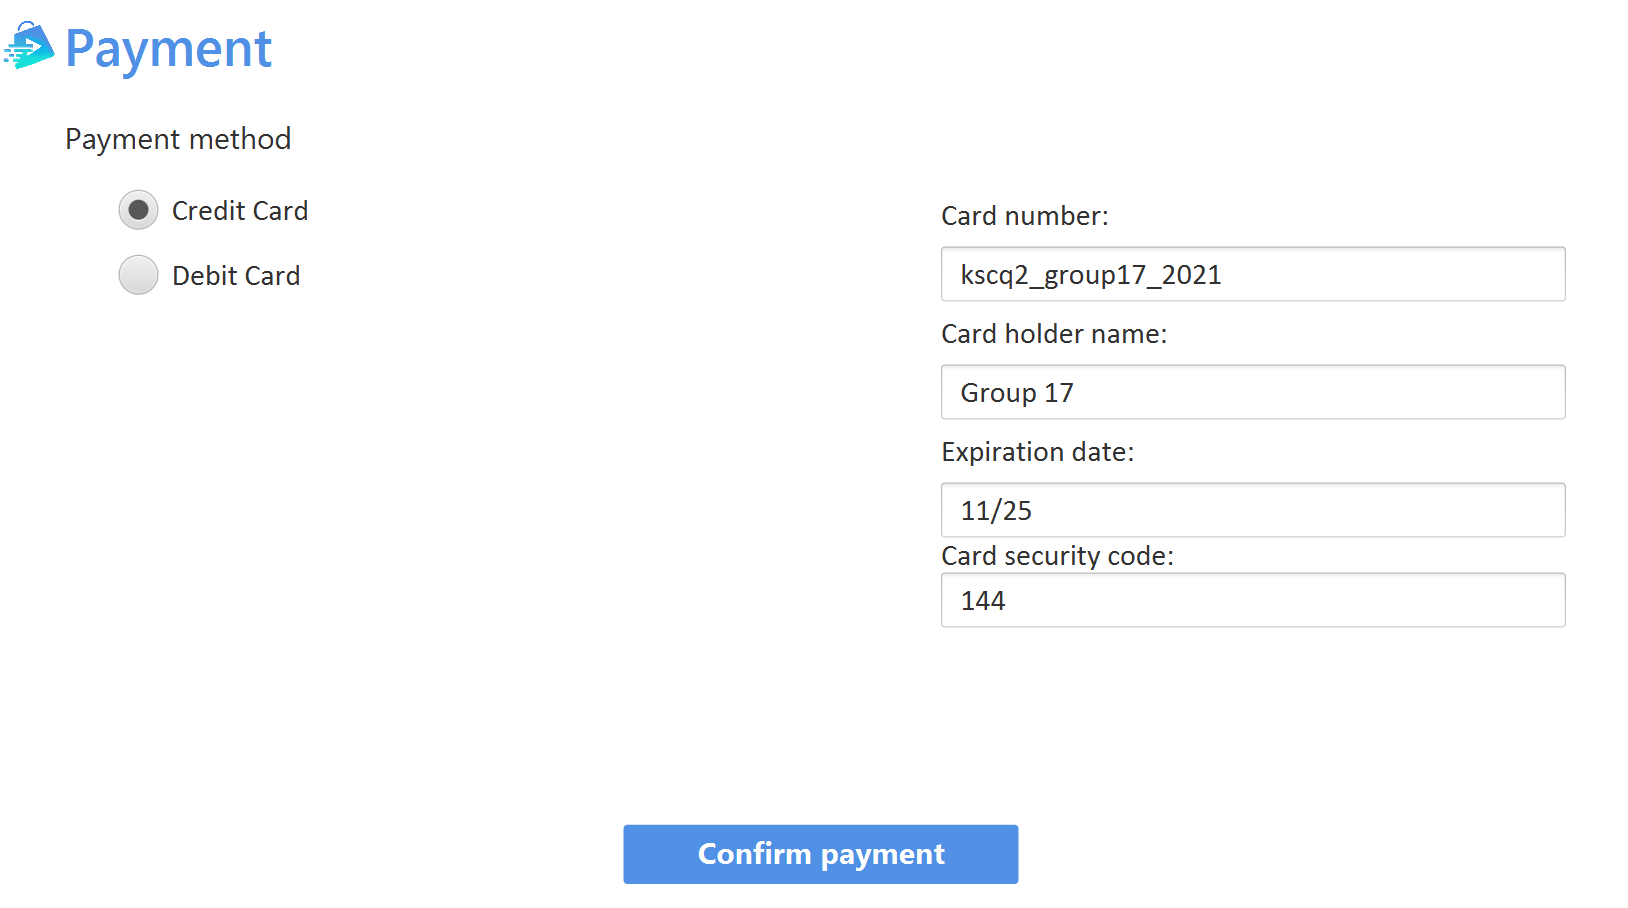 Payment
Payment method
Credit Card
Debit Card
Card number:
kscq2_group17_2021
Card holder name:
Group 17
Expiration date:
11/25
Card security code:
144
Confirm payment